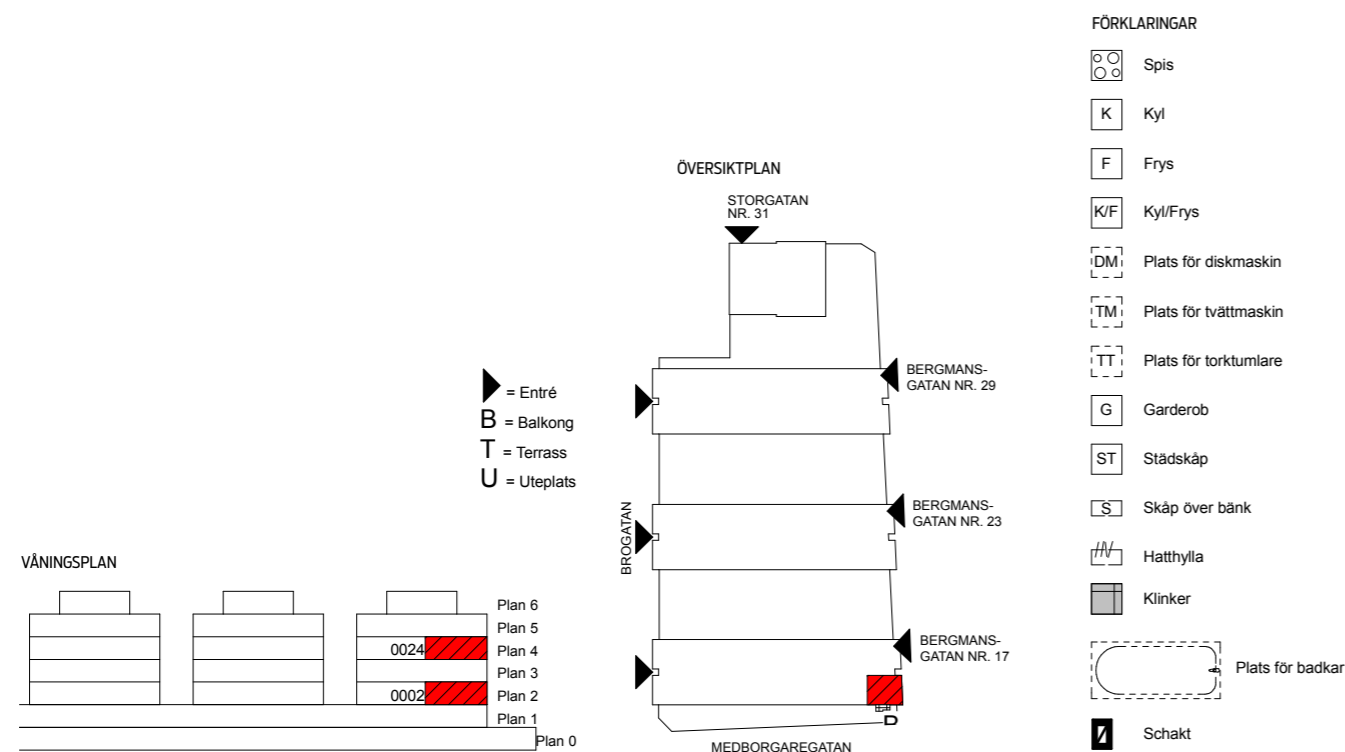 FÖRKLARINGAR
Spis
K Kyl
F Frys
K/F Kyl/Frys
DM Plats för diskmaskin
TM Plats för tvättmaskin
TT Plats för torktumlare
G Garderob
ST Städskåp
S Skåp över bänk
Hatthylla
Klinker
Plats för badkar
Schakt
ÖVERSIKTPLAN
STORGATAN
NR. 31
= Entré
B = Balkong
T = Terrass
U = Uteplats
BERGMANS-
GATAN NR. 29
BROGATAN
BERGMANS-
GATAN NR. 23
BERGMANS-
GATAN NR. 17
MEDBORGAREGATAN
VÅNINGSPLAN
Plan 6
Plan 5
0024 Plan 4
Plan 3
0002 Plan 2
Plan 1
Plan 0